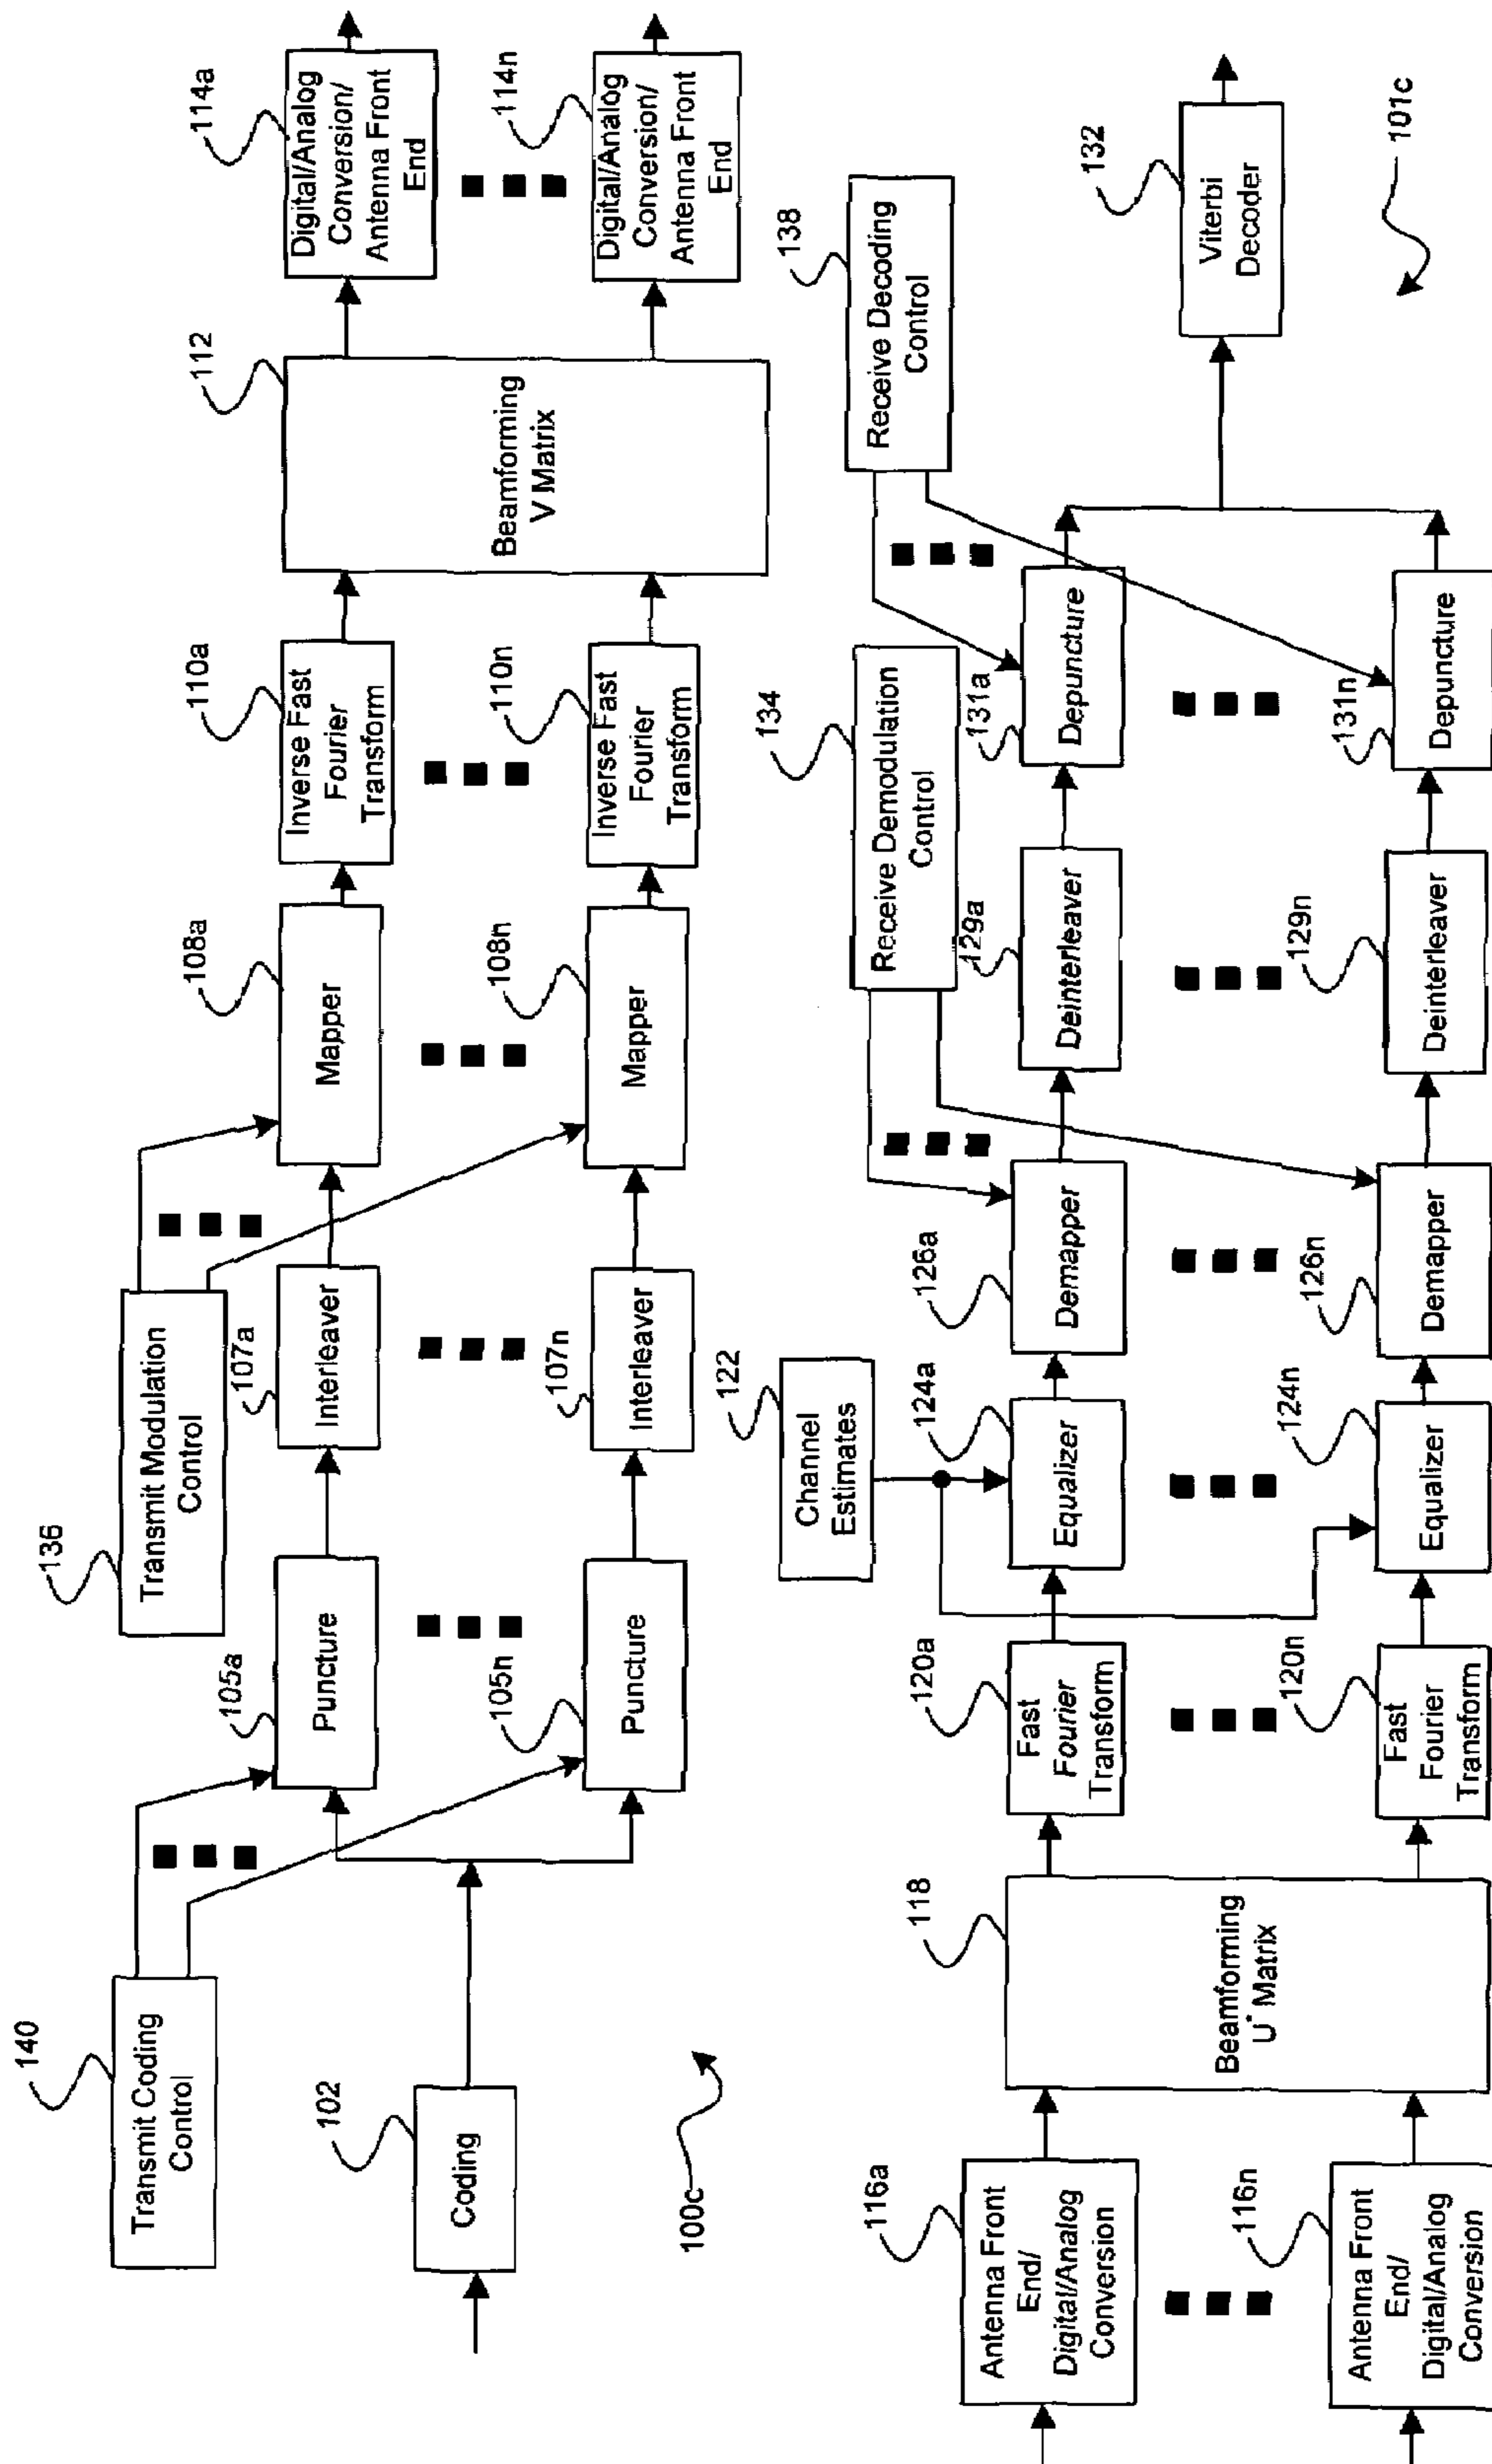 140
Transmit Coding
Control
136
Transmit Modulation
Control
102
Coding
105a
Puncture
107a
Interleaver
108a
Mapper
110a
Inverse Fast
Fourier
Transform
112
Beamforming
V Matrix
114a
Digital/Analog
Conversion/
Antenna Front
End
105n
Puncture
107n
Interleaver
108n
Mapper
110n
Inverse Fast
Fourier
Transform
114n
Digital/Analog
Conversion/
Antenna Front
End
100c
122
Channel
Estimates
134
Receive Demodulation
Control
138
Receive Decoding
Control
116a
Antenna Front
End/
Digital/Analog
Conversion
118
Beamforming
U* Matrix
120a
Fast
Fourier
Transform
124a
Equalizer
126a
Demapper
129a
Deinterleaver
131a
Depuncture
132
Viterbi
Decoder
116n
Antenna Front
End/
Digital/Analog
Conversion
120n
Fast
Fourier
Transform
124n
Equalizer
126n
Demapper
129n
Deinterleaver
131n
Depuncture
101c